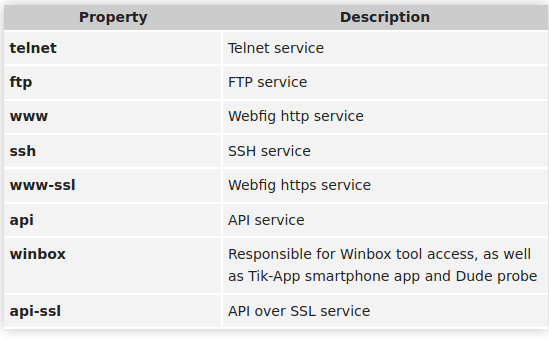 Property Description
telnet Telnet service
ftp FTP service
www Webfig http service
ssh SSH service
www-ssl Webfig https service
api API service
winbox Responsible for Winbox tool access, as well
as Tik-App smartphone app and Dude probe
api-ssl API over SSL service